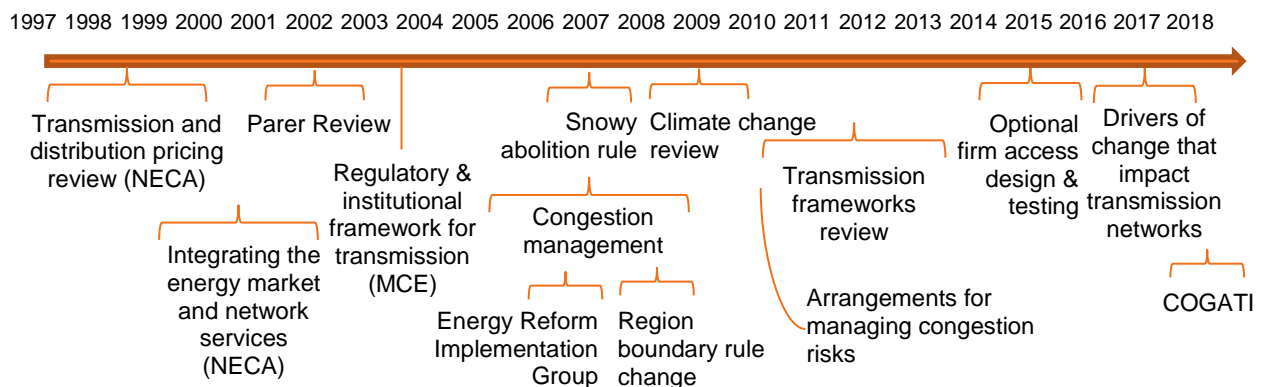 1997 1998 1999 2000 2001 2002 2003 2004 2005 2006 2007 2008 2009 2010 2011 2012 2013 2014 2015 2016 2017 2018
Transmission and
distribution pricing
review (NECA)
Parer Review
Snowy
abolition rule
Climate change
review
Optional
firm access
design &
testing
Drivers of
change that
impact
transmission
networks
Regulatory &
institutional
framework for
transmission
(MCE)
Transmission
frameworks
review
Congestion
management
Integrating the
energy market
and network
services
(NECA)
COGATI
Energy Reform
Implementation
Group
Region
boundary rule
change
Arrangements for
managing congestion
risks